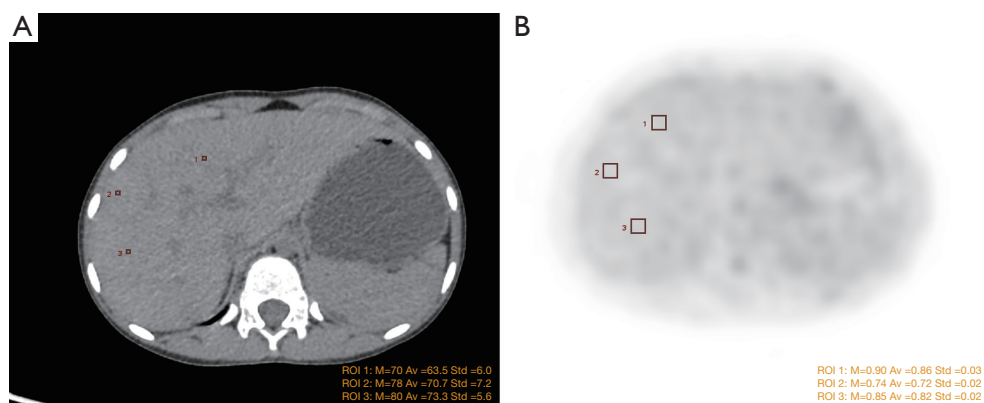 A
B
1
2
3
ROI 1: M=70 Av =63.5 Std =6.0
ROI 2: M=78 Av =70.7 Std =7.2
ROI 3: M=80 Av =73.3 Std =5.6
1
2
3
ROI 1: M=0.90 Av =0.86 Std =0.03
ROI 2: M=0.74 Av =0.72 Std =0.02
ROI 3: M=0.85 Av =0.82 Std =0.02